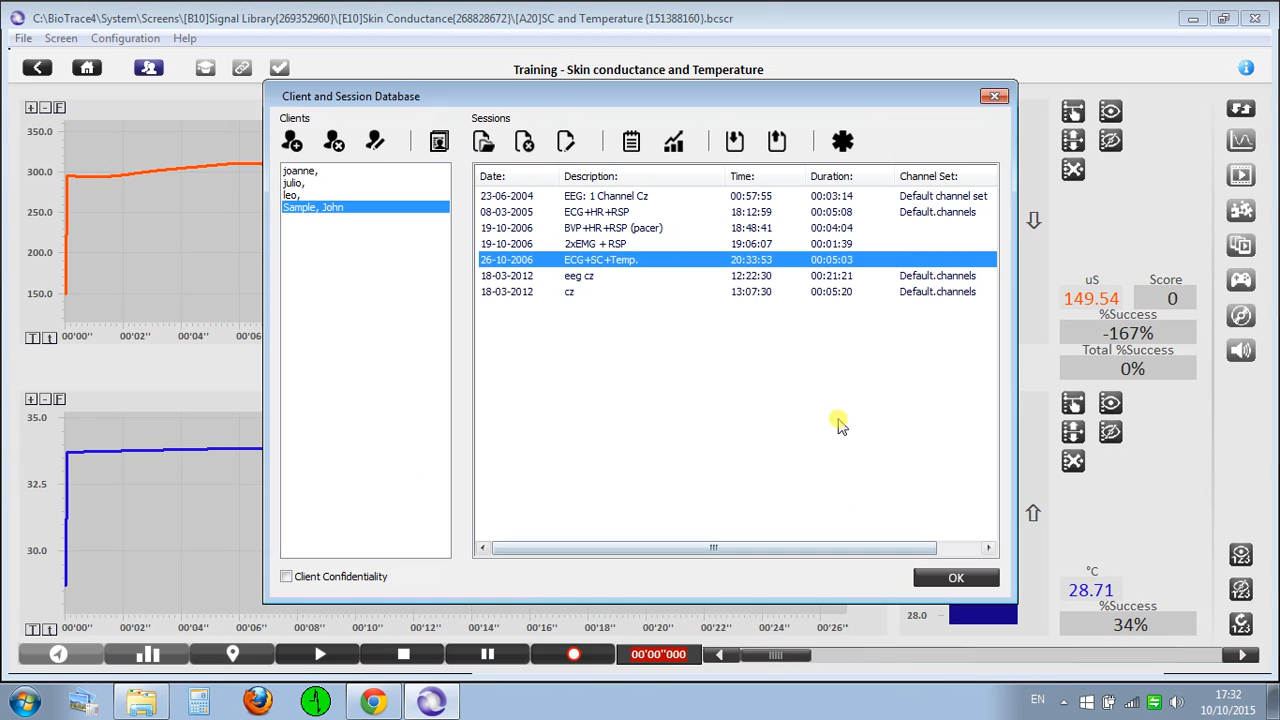 C:\BioTrace4\System\Screens\[B10]Signal Library{269352960}\[E10]Skin Conductance{268828672}\[A20]SC and Temperature {151388160}.bcscr
File Screen Configuration Help
Training - Skin conductance and Temperature
Client and Session Database
Clients
Sessions
joanne,
julio,
leo,
Sample, John
Date: Description: Time: Duration: Channel Set:
23-06-2004 EEG: 1 Channel Cz 00:57:55 00:03:14 Default channel set
08-03-2005 ECG+HR+RSP 18:12:59 00:05:08 Default.channels
19-10-2006 BVP+HR+RSP (pacer) 18:48:41 00:04:04
19-10-2006 2xEMG + RSP 19:06:07 00:01:39
26-10-2006 ECG+SC+Temp. 20:33:53 00:05:03
18-03-2012 eeg cz 12:22:30 00:21:21 Default.channels
18-03-2012 cz 13:07:30 00:05:20 Default.channels
Client Confidentiality
OK
+ - F
350.0
300.0
250.0
200.0
150.0
T t 00'00'' 00'02'' 00'04'' 00'06
uS Score
149.54 0
%Success
-167%
Total %Success
0%
+ - F
35.0
32.5
30.0
28.0
°C
28.71
%Success
34%
T t 00'00'' 00'02'' 00'04'' 00'06'' 00'08'' 00'10'' 00'12'' 00'14'' 00'16'' 00'18'' 00'20'' 00'22'' 00'24'' 00'26''
123
123
123
00'00''000
EN
17:32
10/10/2015